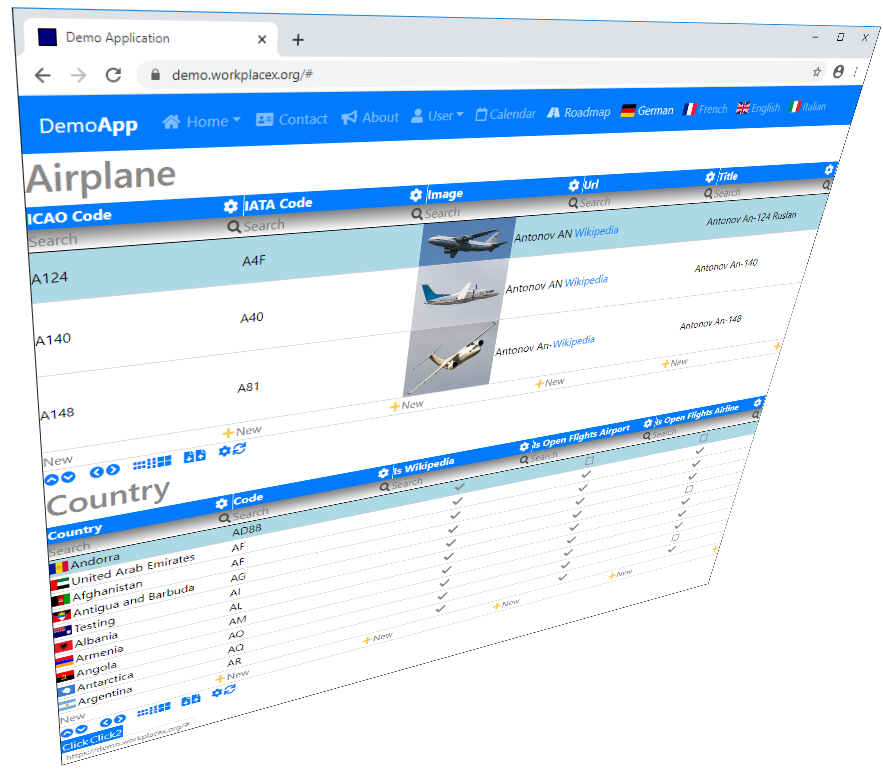 Demo Application
demo.workplacex.org/#
DemoApp Home Contact About User Calendar Roadmap German French English Italian
Airplane
ICAO Code IATA Code Image Url Title
Search Search Search Search Search
A124 A4F Antonov AN Wikipedia Antonov An-124 Ruslan
A140 A40 Antonov AN Wikipedia Antonov An-140
A148 A81 Antonov An- Wikipedia Antonov An-148
New New New New New
Country
Country Code Is Wikipedia Is Open Flights Airport Is Open Flights Airline
Search Search Search Search Search
Andorra AD88
United Arab Emirates AF
Afghanistan AF
Antigua and Barbuda AG
Testing AI
Albania AL
Armenia AM
Angola AO
Antarctica AQ
Argentina AR
New New New New New
Click Click2
https://demo.workplacex.org/#